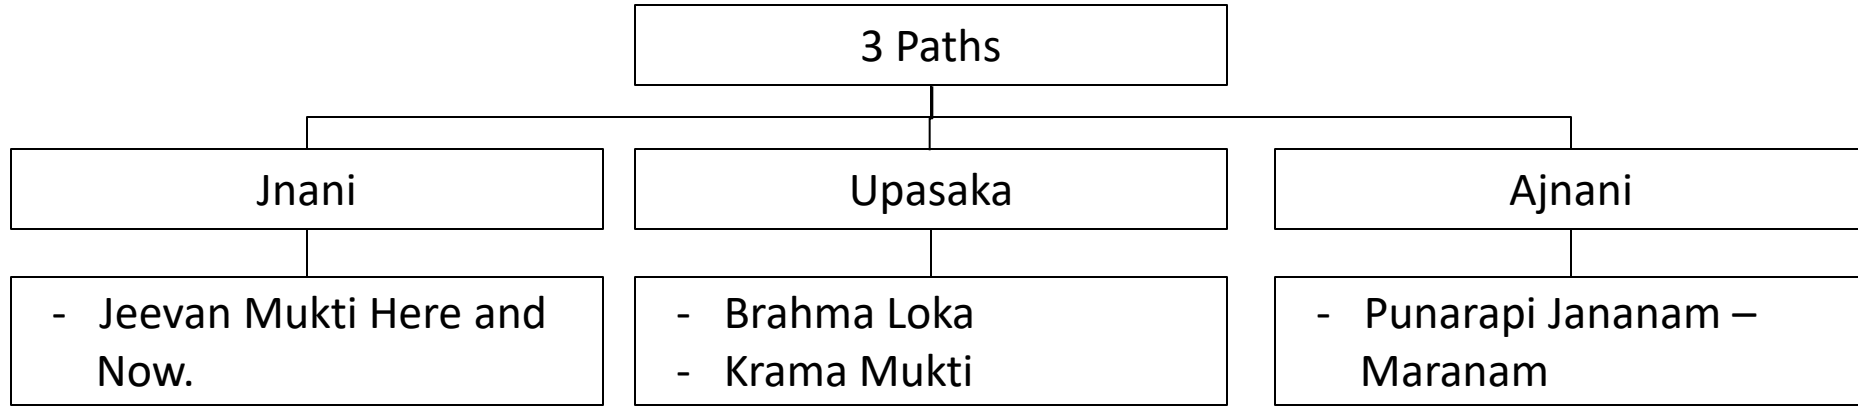 3 Paths
Jnani
Upasaka
Ajnani
- Jeevan Mukti Here and
Now.
- Brahma Loka
- Krama Mukti
- Punarapi Jananam –
Maranam